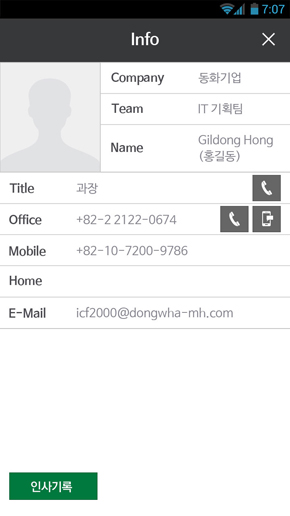 7:07
Info
Company 동화기업
Team IT 기획팀
Name Gildong Hong
(홍길동)
Title 과장
Office +82-2 2122-0674
Mobile +82-10-7200-9786
Home
E-Mail icf2000@dongwha-mh.com
인사기록